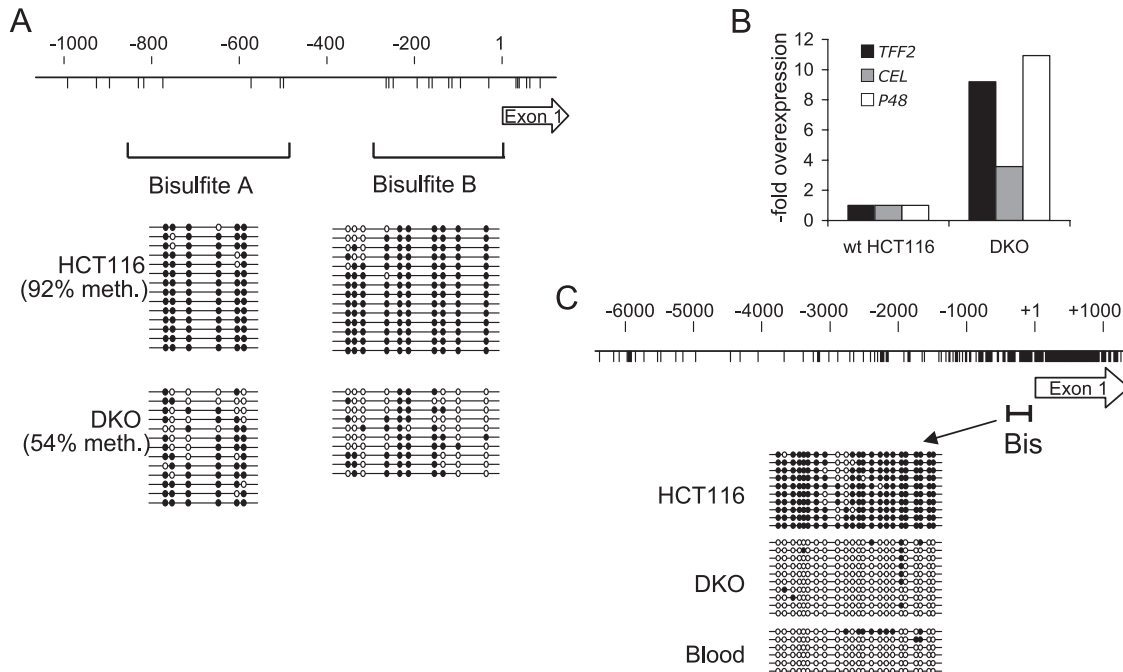 A
-1000 -800 -600 -400 -200 1
Exon 1
Bisulfite A
Bisulfite B
HCT116
(92% meth.)
DKO
(54% meth.)
B
-fold overexpression
12
10
8
6
4
2
0
TFF2
CEL
P48
wt HCT116 DKO
C
-6000 -5000 -4000 -3000 -2000 -1000 +1 +1000
Exon 1
Bis
HCT116
DKO
Blood